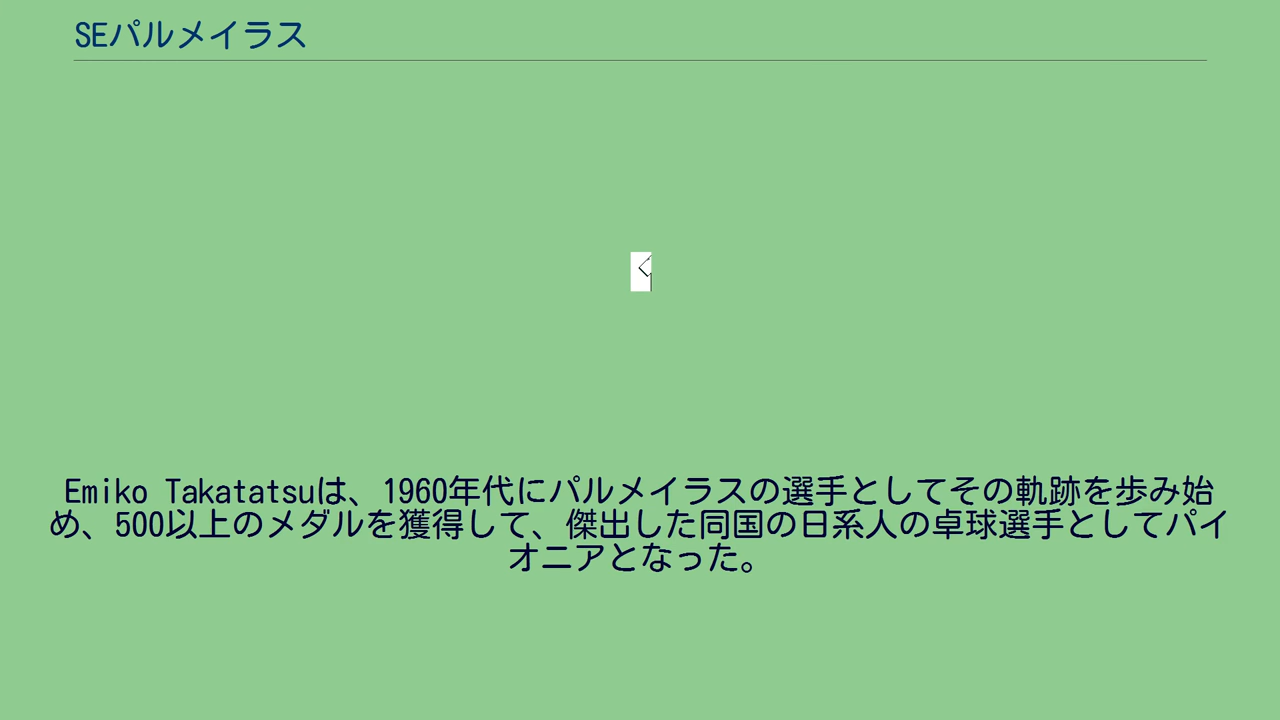 SEパルメイラス
Emiko Takatatsuは、1960年代にパルメイラスの選手としてその軌跡を歩み始
め、500以上のメダルを獲得して、傑出した同国の日系人の卓球選手としてパイ
オニアとなった。